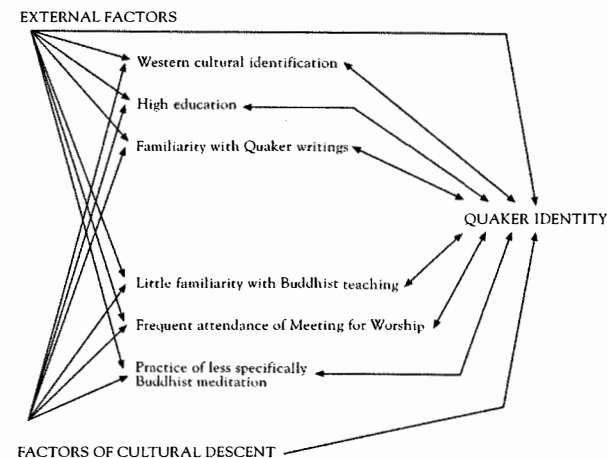 EXTERNAL FACTORS
Western cultural identification
High education
Familiarity with Quaker writings
QUAKER IDENTITY
Little familiarity with Buddhist teaching
Frequent attendance of Meeting for Worship
Practice of less specifically
Buddhist meditation
FACTORS OF CULTURAL DESCENT